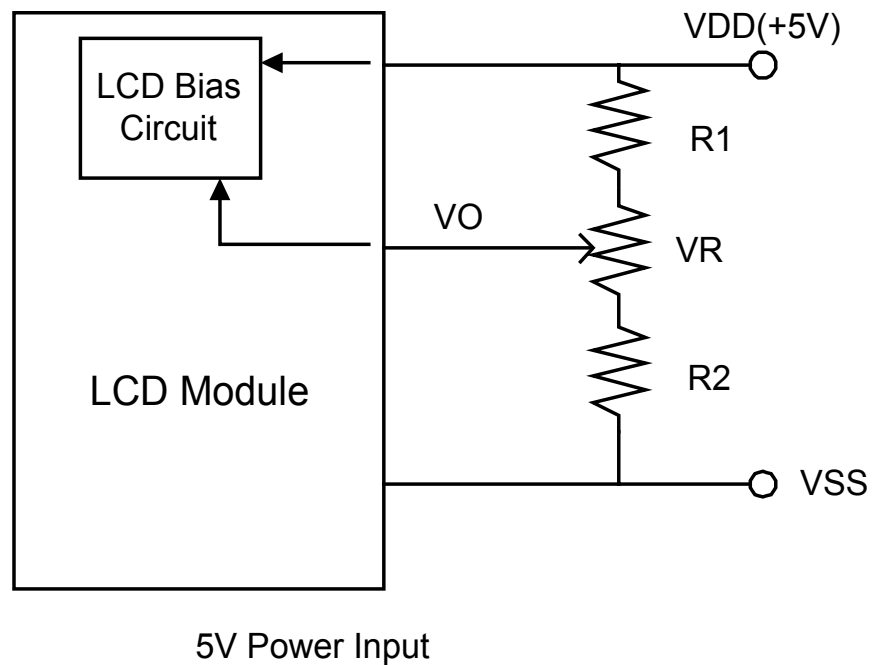 VDD(+5V)
LCD Bias
Circuit
R1
VO
VR
LCD Module
R2
VSS
5V Power Input